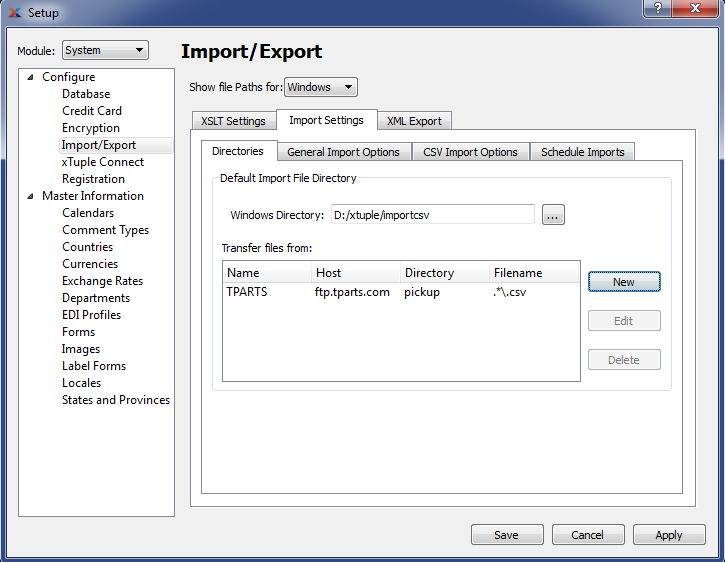 Setup
Module: System
Configure
Database
Credit Card
Encryption
Import/Export
xTuple Connect
Registration
Master Information
Calendars
Comment Types
Countries
Currencies
Exchange Rates
Departments
EDI Profiles
Forms
Images
Label Forms
Locales
States and Provinces
Import/Export
Show file Paths for: Windows
XSLT Settings Import Settings XML Export
Directories General Import Options CSV Import Options Schedule Imports
Default Import File Directory
Windows Directory: D:/xtuple/importcsv ...
Transfer files from:
Name Host Directory Filename
TPARTS ftp.tparts.com pickup .*\.csv
New
Edit
Delete
Save Cancel Apply